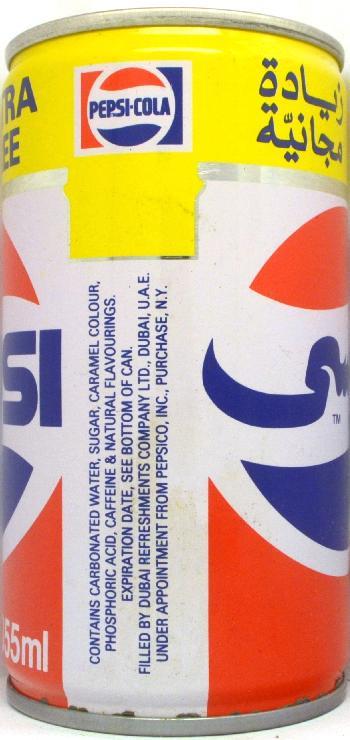 RA
EE
PEPSI-COLA
زيادة
مجانيّة
SI
CONTAINS CARBONATED WATER, SUGAR, CARAMEL COLOUR,
PHOSPHORIC ACID, CAFFEINE & NATURAL FLAVOURINGS.
EXPIRATION DATE, SEE BOTTOM OF CAN.
FILLED BY DUBAI REFRESHMENTS COMPANY LTD., DUBAI, U.A.E.
UNDER APPOINTMENT FROM PEPSICO, INC., PURCHASE, N.Y.
TM
55ml